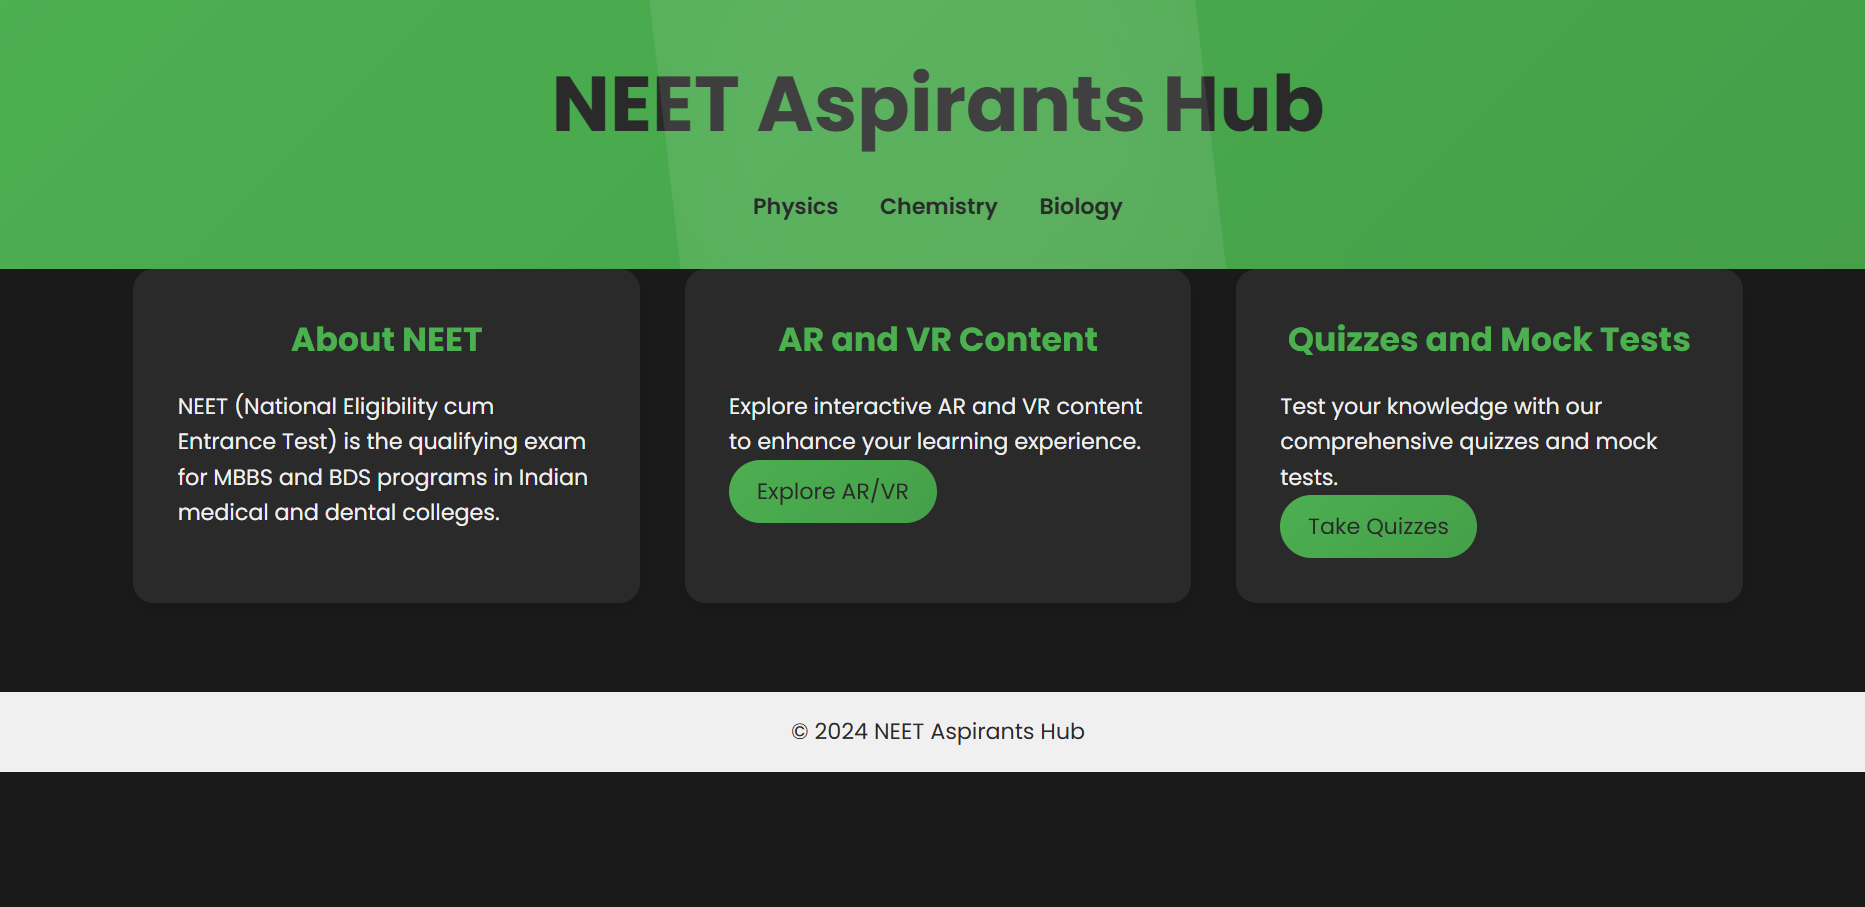 NEET Aspirants Hub
Physics Chemistry Biology
About NEET
NEET (National Eligibility cum
Entrance Test) is the qualifying exam
for MBBS and BDS programs in Indian
medical and dental colleges.
AR and VR Content
Explore interactive AR and VR content
to enhance your learning experience.
Explore AR/VR
Quizzes and Mock Tests
Test your knowledge with our
comprehensive quizzes and mock
tests.
Take Quizzes
© 2024 NEET Aspirants Hub